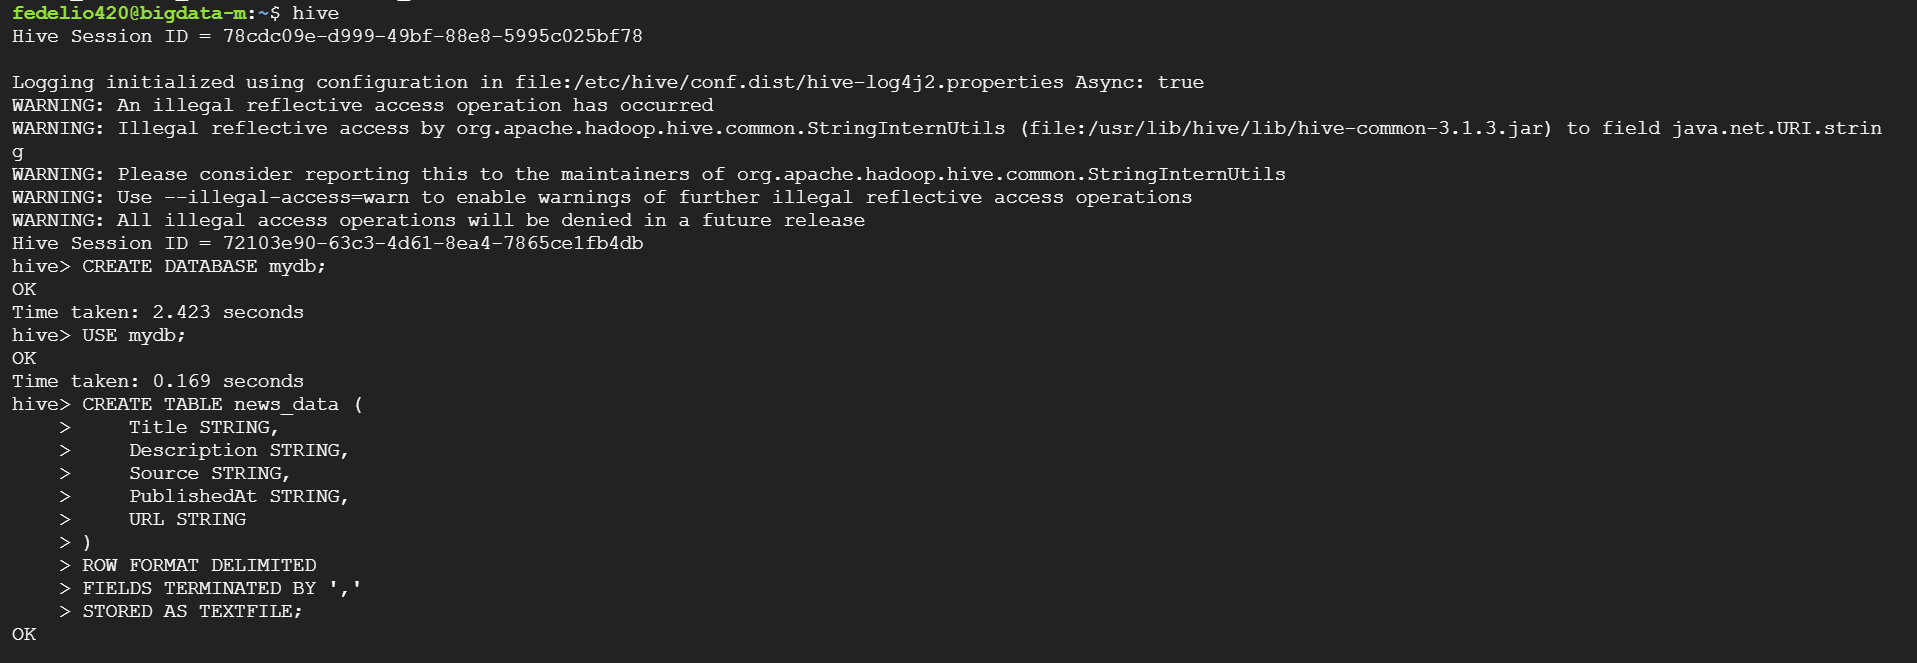 fedelio420@bigdata-m:~$ hive
Hive Session ID = 78cdc09e-d999-49bf-88e8-5995c025bf78
Logging initialized using configuration in file:/etc/hive/conf.dist/hive-log4j2.properties Async: true
WARNING: An illegal reflective access operation has occurred
WARNING: Illegal reflective access by org.apache.hadoop.hive.common.StringInternUtils (file:/usr/lib/hive/lib/hive-common-3.1.3.jar) to field java.net.URI.strin
g
WARNING: Please consider reporting this to the maintainers of org.apache.hadoop.hive.common.StringInternUtils
WARNING: Use --illegal-access=warn to enable warnings of further illegal reflective access operations
WARNING: All illegal access operations will be denied in a future release
Hive Session ID = 72103e90-63c3-4d61-8ea4-7865ce1fb4db
hive> CREATE DATABASE mydb;
OK
Time taken: 2.423 seconds
hive> USE mydb;
OK
Time taken: 0.169 seconds
hive> CREATE TABLE news_data (
    >     Title STRING,
    >     Description STRING,
    >     Source STRING,
    >     PublishedAt STRING,
    >     URL STRING
    > )
    > ROW FORMAT DELIMITED
    > FIELDS TERMINATED BY ','
    > STORED AS TEXTFILE;
OK